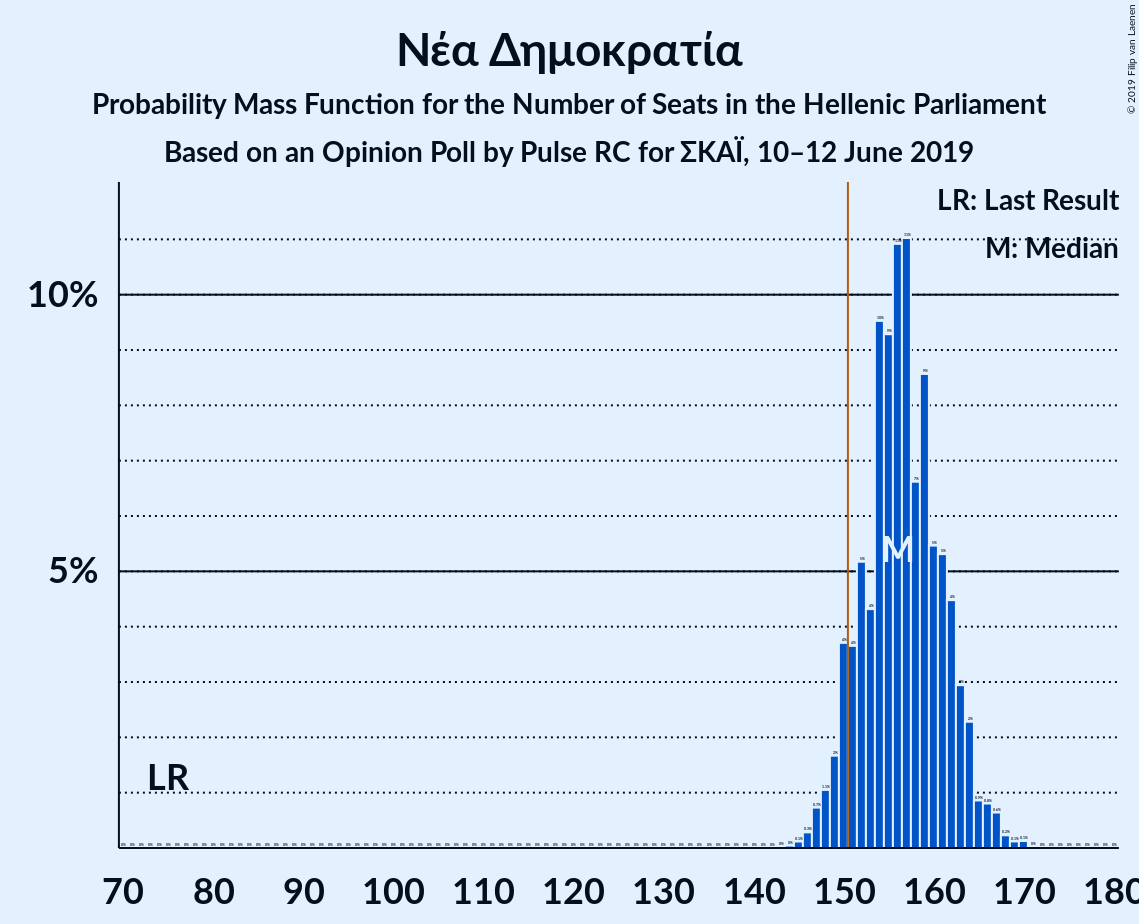 Νέα Δημοκρατία
Probability Mass Function for the Number of Seats in the Hellenic Parliament
Based on an Opinion Poll by Pulse RC for ΣΚΑΪ, 10–12 June 2019
© 2019 Filip van Laenen
LR: Last Result
M: Median
10%
5%
M
LR
70 80 90 100 110 120 130 140 150 160 170 180